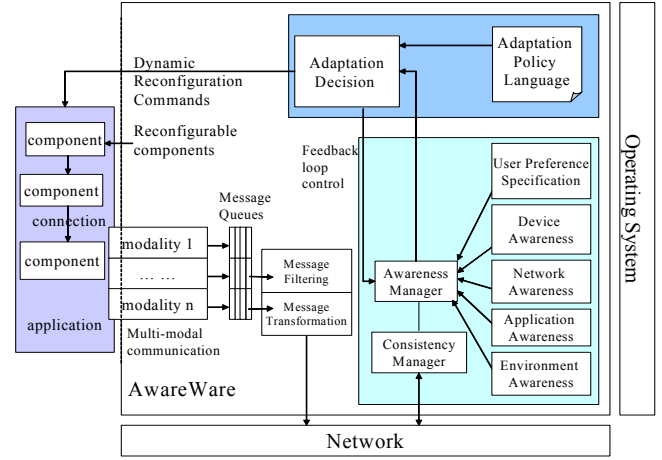 Dynamic
Reconfiguration
Commands
Adaptation
Decision
Adaptation
Policy
Language
Operating System
component
Reconfigurable
components
component
connection
component
application
Feedback
loop
control
User Preference
Specification
Device
Awareness
Network
Awareness
Application
Awareness
Environment
Awareness
Message
Queues
modality 1
... ...
modality n
Multi-modal
communication
Message
Filtering
Message
Transformation
Awareness
Manager
Consistency
Manager
AwareWare
Network